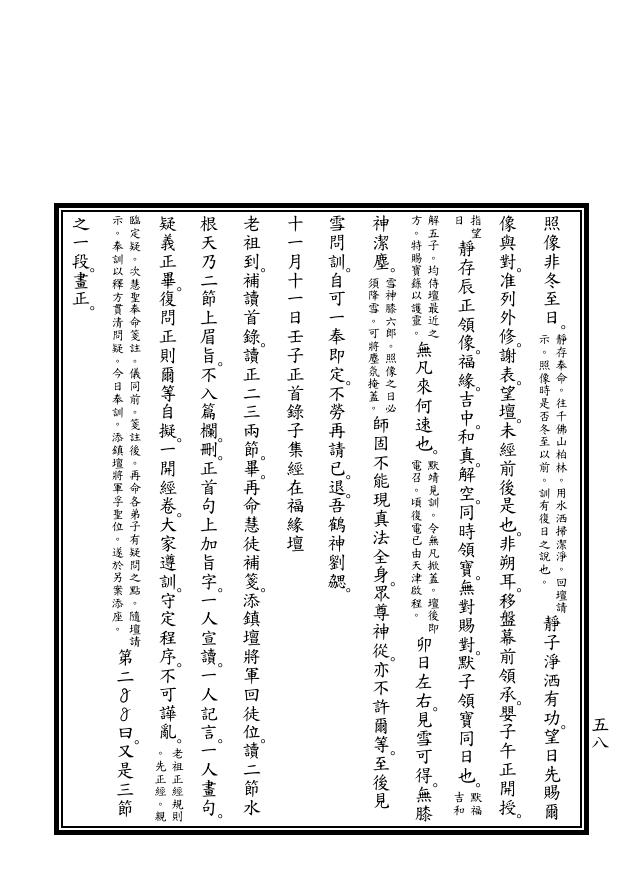 照像非冬至日。靜存奉命。往千佛山柏林。用水洒掃潔淨。回壇請示。照像時是否冬至以前。訓有復日之說也。靜子淨洒有功。望日先賜爾
像與對。准列外修。謝表望壇。未經前後是也。非朔耳。移盤幕前領承。嬰子午正開授。
指望日靜存辰正領像。福緣。吉中。和真。解空。同時領寶。無對賜對。默子領寶同日也。默福吉和
解五子。均侍壇最近之方。特賜寶籙以護靈。無凡來何速也。默靖見訓。今無凡掀蓋。壇後即電召。頃復電已由天津啟程。卯日左右。見雪可得。無膝
神潔塵。雪神膝六郎。照像之日必須降雪。可將塵氛掩蓋。師固不能現真法全身。眾尊神從。亦不許爾等。至後見
雪問訓。自可一奉即定。不勞再請已。退。吾鶴神劉勰。
十一月十一日壬子正首錄子集經在福緣壇
老祖到。補讀首錄。讀正二三兩節。畢。再命慧徒補箋。添鎮壇將軍回徒位。讀二節水
根天乃二節上眉旨。不入篇欄。刪正首句上加旨字。一人宣讀。一人記言。一人畫句。
疑義正畢。復問正則爾等自擬。一開經卷。大家遵訓。守定程序。不可譁亂。老祖正經規則。先正經。親
臨定疑。次慧聖奉命箋註。儀同前。箋註後。再命各弟子有疑問之點。隨壇請示。奉訓以釋方貫清問疑。今日奉訓。添鎮壇將軍孚聖位。遂於另案添座。第二曰。又是三節
之一段。畫正。
五八